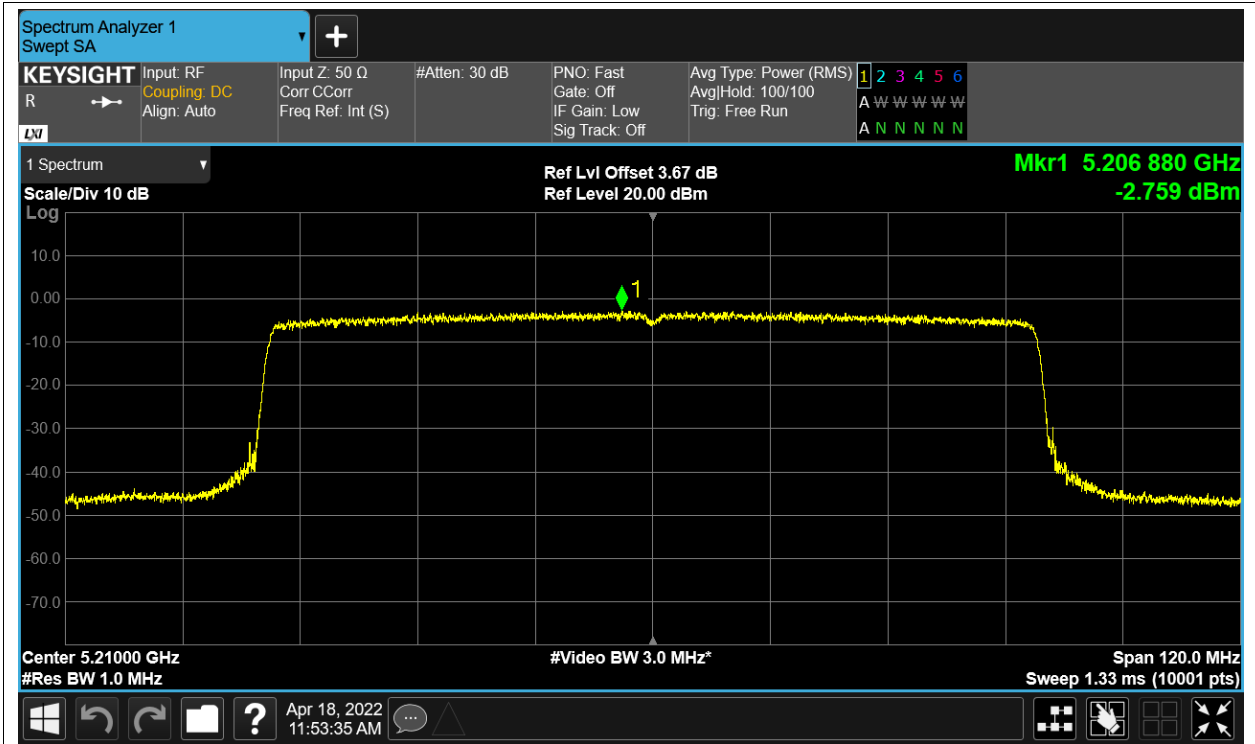 Spectrum Analyzer 1
Swept SA
KEYSIGHT
R
LXI
Input: RF
Coupling: DC
Align: Auto
Input Z: 50 Ω
Corr CCorr
Freq Ref: Int (S)
#Atten: 30 dB
PNO: Fast
Gate: Off
IF Gain: Low
Sig Track: Off
Avg Type: Power (RMS)
Avg|Hold: 100/100
Trig: Free Run
1 2 3 4 5 6
A W W W W W
A N N N N N
1 Spectrum
Scale/Div 10 dB
Log
Ref Lvl Offset 3.67 dB
Ref Level 20.00 dBm
Mkr1 5.206 880 GHz
-2.759 dBm
10.0
0.00
-10.0
-20.0
-30.0
-40.0
-50.0
-60.0
-70.0
1
Center 5.21000 GHz
#Res BW 1.0 MHz
#Video BW 3.0 MHz*
Span 120.0 MHz
Sweep 1.33 ms (10001 pts)
?
Apr 18, 2022
11:53:35 AM